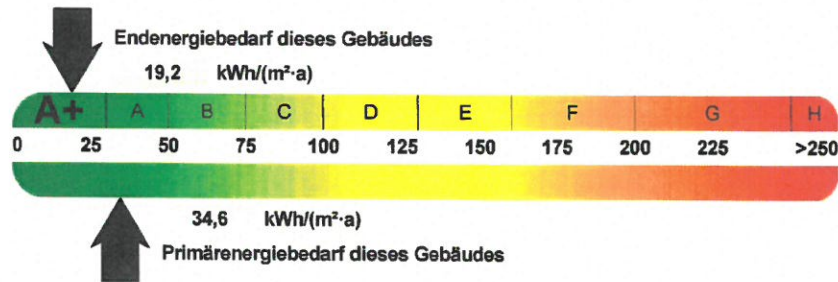 Endenergiebedarf dieses Gebäudes
19,2 kWh/(m²·a)
A+ A B C D E F G H
0 25 50 75 100 125 150 175 200 225 >250
34,6 kWh/(m²·a)
Primärenergiebedarf dieses Gebäudes